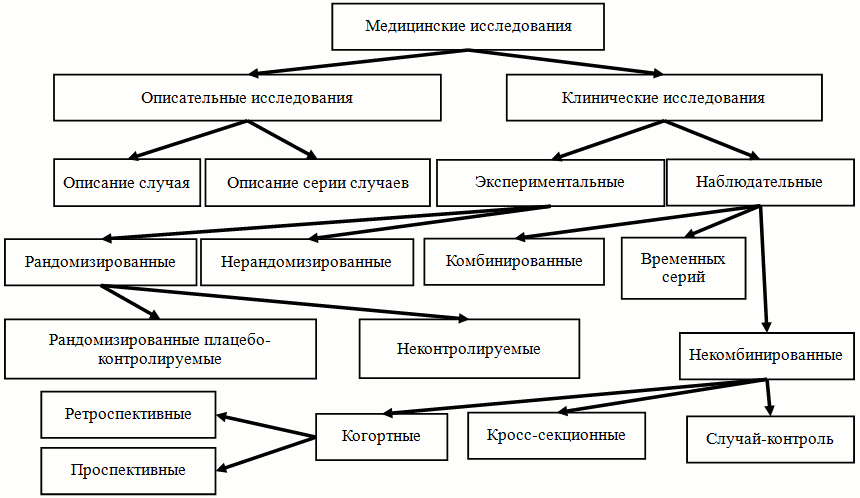 Медицинские исследования
Описательные исследования
Клинические исследования
Описание случая
Описание серии случаев
Экспериментальные
Наблюдательные
Рандомизированные
Нерандомизированные
Комбинированные
Временных
серий
Рандомизированные плацебо-
контролируемые
Неконтролируемые
Некомбинированные
Ретроспективные
Когортные
Кросс-секционные
Случай-контроль
Проспективные